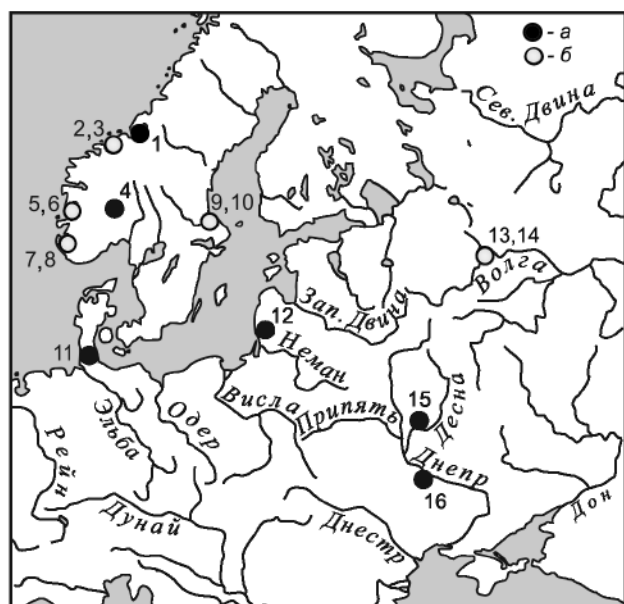 - а
- б
Сев. Двина
2,3
1
5,6
4
9, 10
7,8
13,14
Волга
Зап. Двина
12
11
Неман
15
Висла
Припять
Десна
Эльба
Одер
Рейн
Днепр
16
Дон
Дунай
Днестр